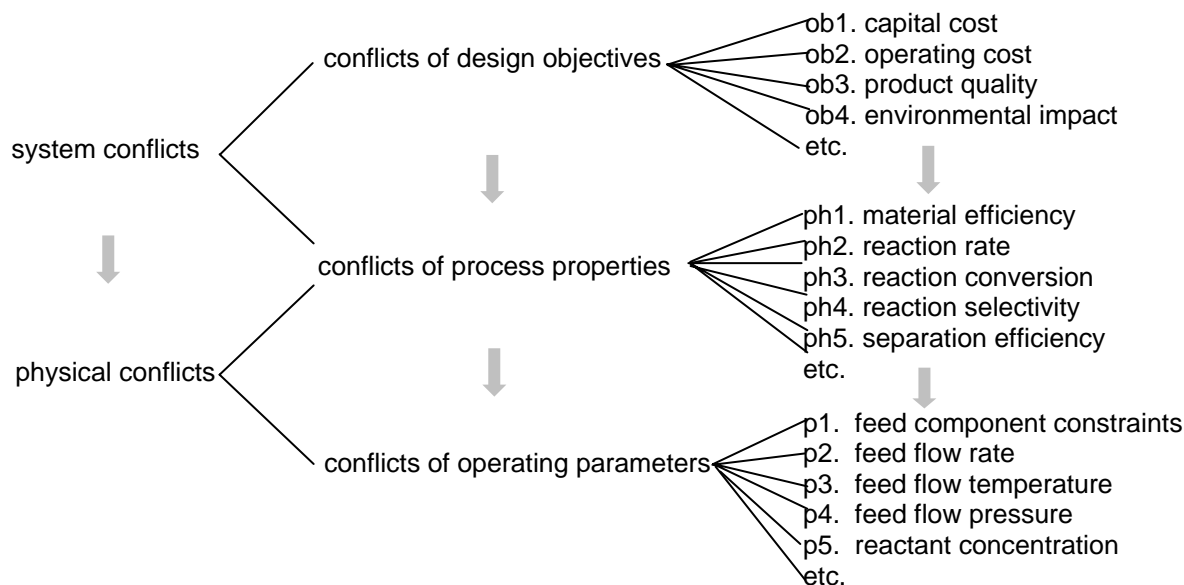 system conflicts
physical conflicts
conflicts of design objectives
conflicts of process properties
conflicts of operating parameters
ob1. capital cost
ob2. operating cost
ob3. product quality
ob4. environmental impact
etc.
ph1. material efficiency
ph2. reaction rate
ph3. reaction conversion
ph4. reaction selectivity
ph5. separation efficiency
etc.
p1. feed component constraints
p2. feed flow rate
p3. feed flow temperature
p4. feed flow pressure
p5. reactant concentration
etc.